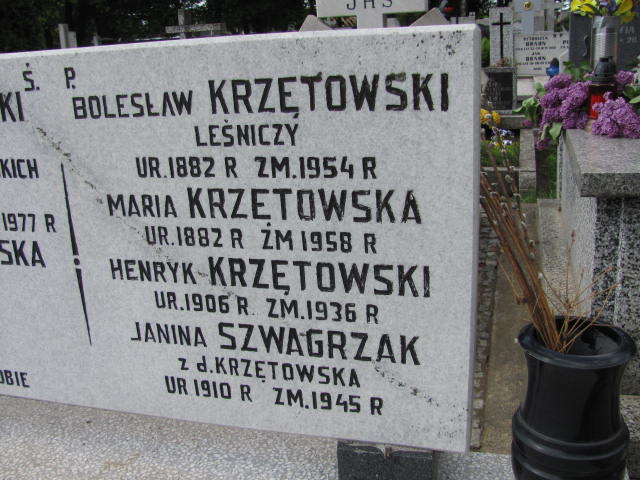 JHS
Ś. P.
BOLESŁAW KRZĘTOWSKI
LEŚNICZY
UR.1882 R ZM.1954 R
MARIA KRZĘTOWSKA
UR.1882 R ŻM 1958 R
HENRYK KRZĘTOWSKI
UR.1906 R. ZM.1936 R
JANINA SZWAGRZAK
z d.KRZĘTOWSKA
UR 1910 R ZM.1945 R
KI
KICH
1977 R
SKA
OBIE